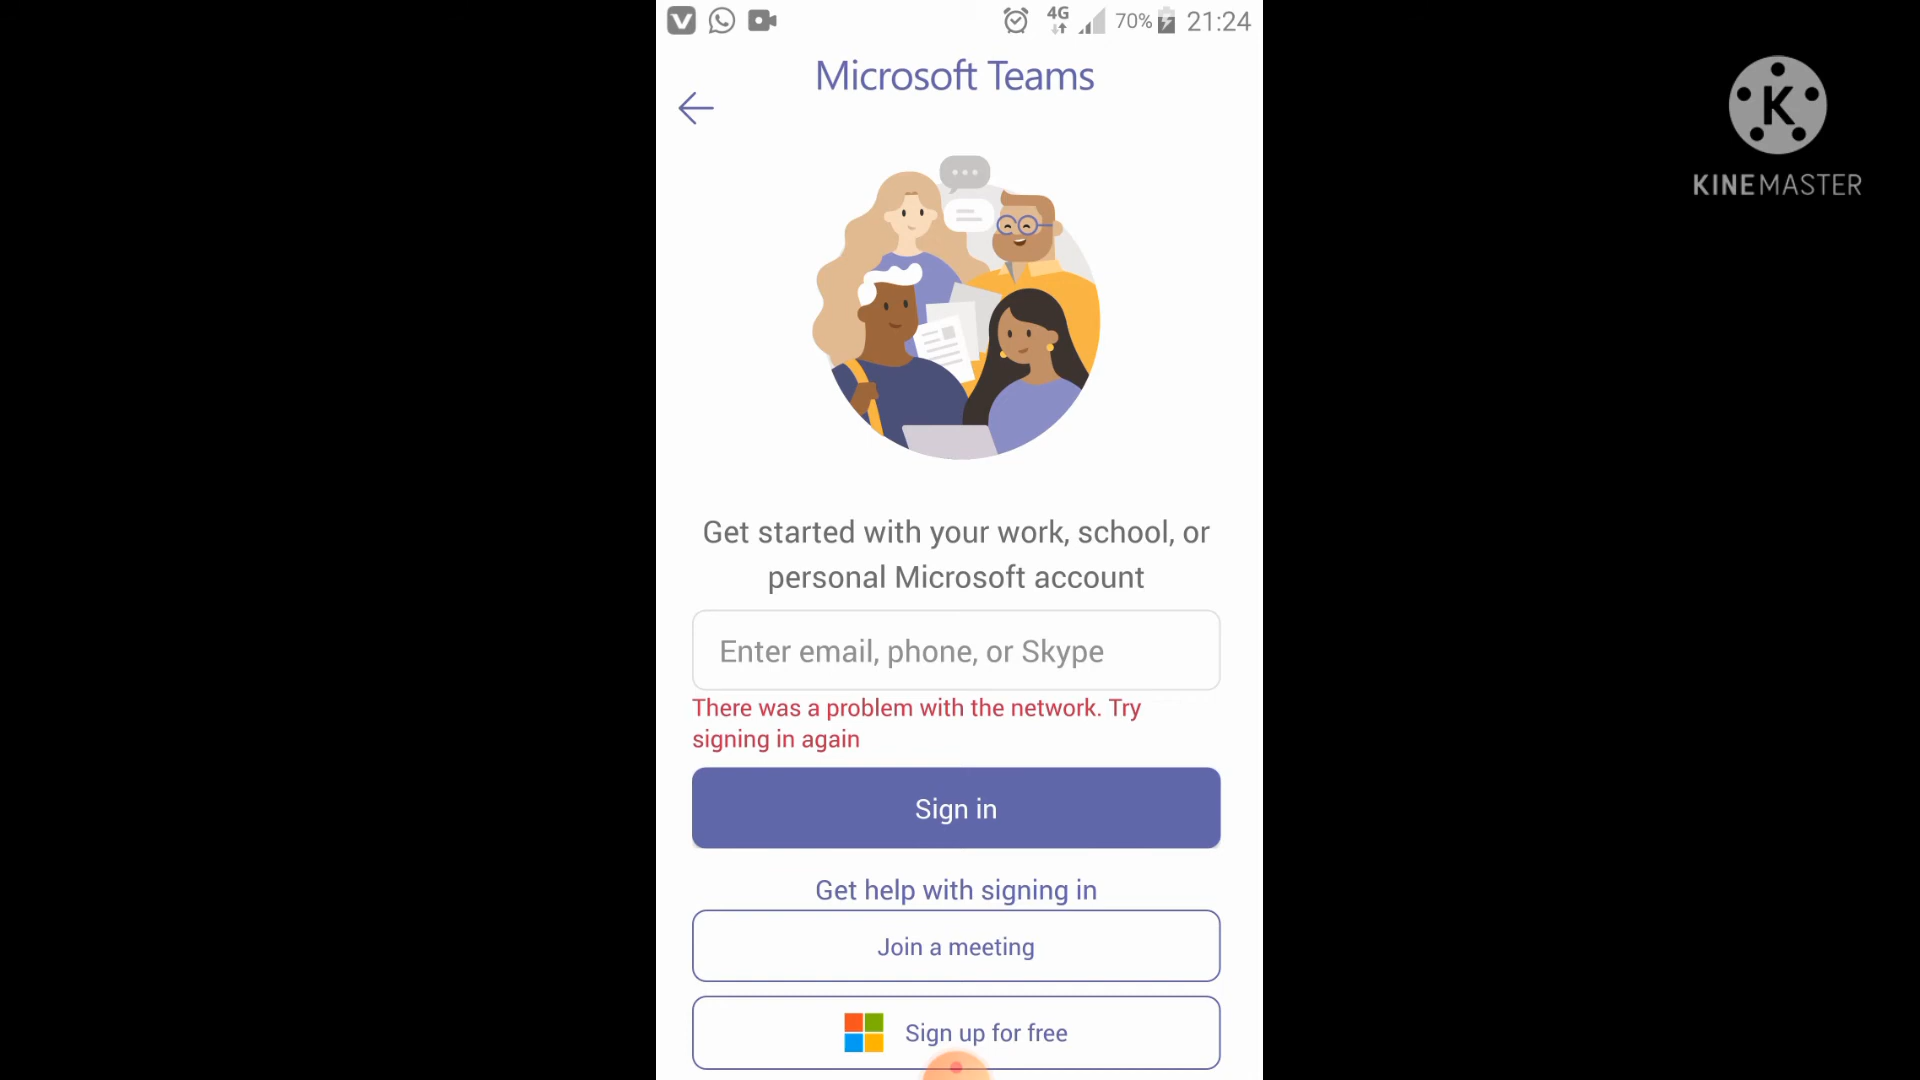 4G 70% 21:24
Microsoft Teams
K
KINEMASTER
Get started with your work, school, or
personal Microsoft account
Enter email, phone, or Skype
There was a problem with the network. Try
signing in again
Sign in
Get help with signing in
Join a meeting
Sign up for free